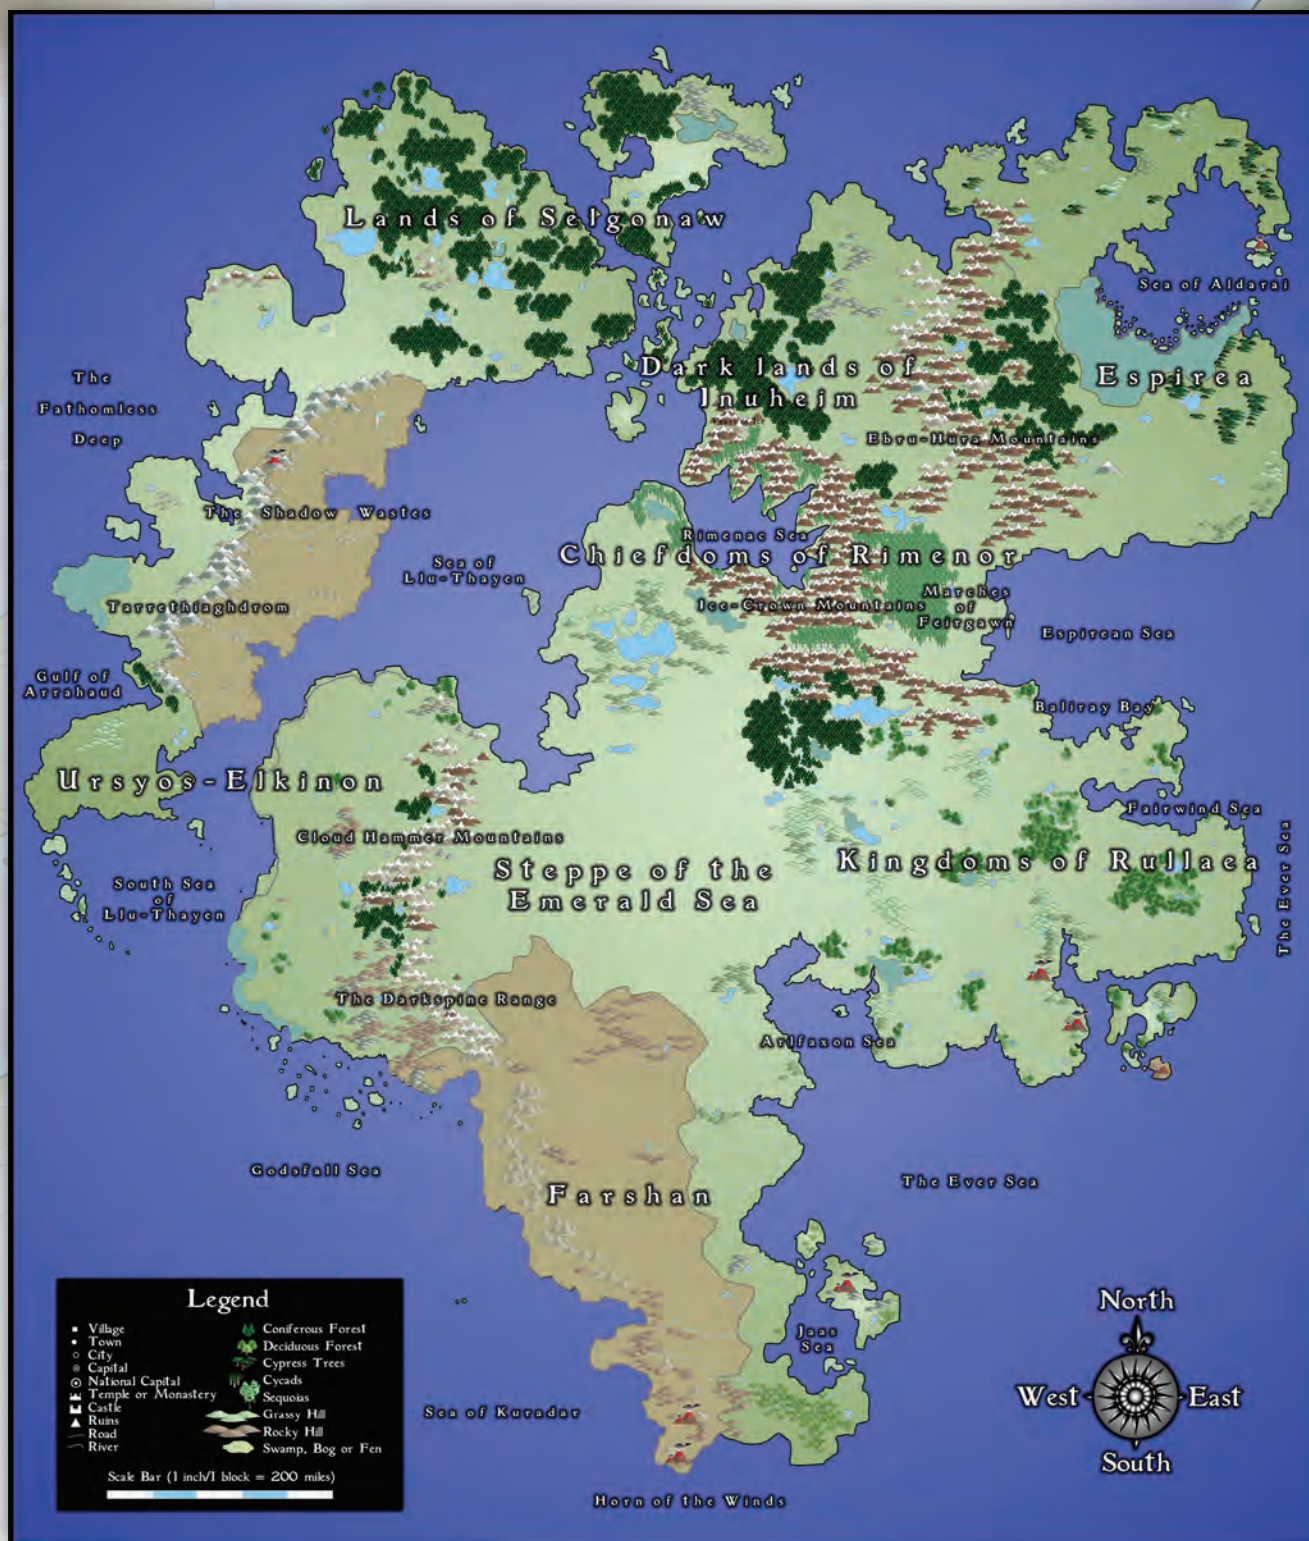 Lands of Selgonaw
Sea of Aldarai
Dark lands of
Inuheim
Espirea
The
Fathomless
Deep
Ebru-Hura Mountains
The Shadow Wastes
Rimenac Sea
Chiefdoms of Rimenor
Sea of
Llu-Thayen
Tarrethiaghdrom
Ice-Crown Mountains
Marches
of
Feirgawn
Espirean Sea
Gulf of
Arrahaud
Baliray Bay
Ursyos-Elkinon
Fairwind Sea
Cloud Hammer Mountains
Steppe of the
Emerald Sea
Kingdoms of Rullaea
The Ever Sea
South Sea
of
Llu-Thayen
The Darkspine Range
Arlfaxon Sea
Godsfall Sea
Farshan
The Ever Sea
Jaas
Sea
Sea of Kuradar
Horn of the Winds
Legend
Village
Town
City
Capital
National Capital
Temple or Monastery
Castle
Ruins
Road
River
Coniferous Forest
Deciduous Forest
Cypress Trees
Cycads
Sequoias
Grassy Hill
Rocky Hill
Swamp, Bog or Fen
Scale Bar (1 inch/1 block = 200 miles)
North
West
East
South